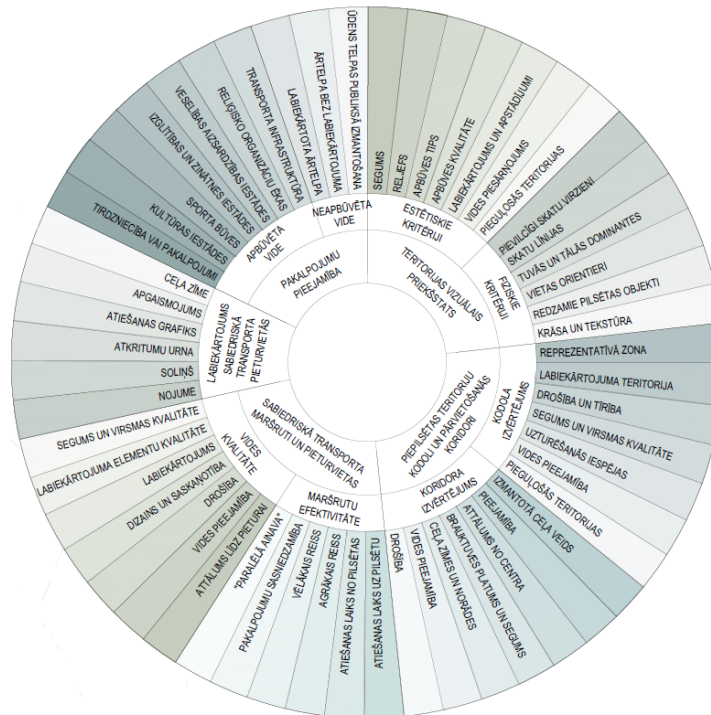 TERITORIJAS VIZUĀLAIS
PRIEKŠSTATS
ESTĒTISKIE
KRITĒRIJI
SEGUMS
RELJEFS
APBŪVES TIPS
APBŪVES KVALITĀTE
LABIEKĀRTOJUMS UN APSTĀDĪJUMI
VIDES PIESĀRŅOJUMS
PIEGUĻOŠĀS TERITORIJAS
FIZISKIE
KRITĒRIJI
PIEVILCĪGI SKATU VIRZIENI
SKATU LĪNIJAS
TUVĀS UN TĀLĀS DOMINANTES
VIETAS ORIENTIERI
REDZAMIE PILSĒTAS OBJEKTI
KRĀSA UN TEKSTŪRA
PIEPILSĒTAS TERITORIJU
KODOLU UN PĀRVIETOŠANĀS
KORIDORI
KODOLA
IZVĒRTĒJUMS
REPREZENTATĪVĀ ZONA
LABIEKĀRTOJUMA TERITORIJA
DROŠĪBA UN TĪRĪBA
SEGUMS UN VIRSMAS KVALITĀTE
UZTURĒŠANĀS IESPĒJAS
VIDES PIEEJAMĪBA
PIEGUĻOŠĀS TERITORIJAS
KORIDORA
IZVĒRTĒJUMS
IZMANTOTĀ CEĻA VEIDS
PIEEJAMĪBA
ATTĀLUMS NO CENTRA
BRAUKTUVES PLATUMS UN SEGUMS
CEĻA ZĪMES UN NORĀDES
VIDES PIEEJAMĪBA
DROŠĪBA
SABIEDRISKĀ TRANSPORTA
MARŠRUTI UN PIETURVIETAS
MARŠRUTU
EFEKTIVITĀTE
ATIEŠANAS LAIKS UZ PILSĒTU
ATIEŠANAS LAIKS NO PILSĒTAS
AGRĀKAIS REISS
VĒLĀKAIS REISS
PAKALPOJUMU SASNIEDZAMĪBA
"PARALĒLĀ AINAVA"
VIDES
KVALITĀTE
ATTĀLUMS LĪDZ PIETURAI
VIDES PIEEJAMĪBA
DROŠĪBA
DIZAINS UN SASKAŅOTĪBA
LABIEKĀRTOJUMS
LABIEKĀRTOJUMA ELEMENTU KVALITĀTE
SEGUMS UN VIRSMAS KVALITĀTE
LABIEKĀRTOJUMS
SABIEDRISKĀ
TRANSPORTA
PIETURVIETĀS
NOJUME
SOLIŅŠ
ATKRITUMU URNA
ATIEŠANAS GRAFIKS
APGAISMOJUMS
CEĻA ZĪME
PAKALPOJUMU
PIEEJAMĪBA
APBŪVĒTA
VIDE
TIRDZNIECĪBA VAI PAKALPOJUMI
KULTŪRAS IESTĀDES
SPORTA BŪVES
IZGLĪTĪBAS UN ZINĀTNES IESTĀDES
VESELĪBAS AIZSARDZĪBAS IESTĀDES
RELIĢISKO ORGANIZĀCIJU ĒKAS
TRANSPORTA INFRASTRUKTŪRA
NEAPBŪVĒTA
VIDE
LABIEKĀRTOTA ĀRTELPA
ĀRTELPA BEZ LABIEKĀRTOJUMA
ŪDENS TELPAS PUBLISKĀ IZMANTOŠANA